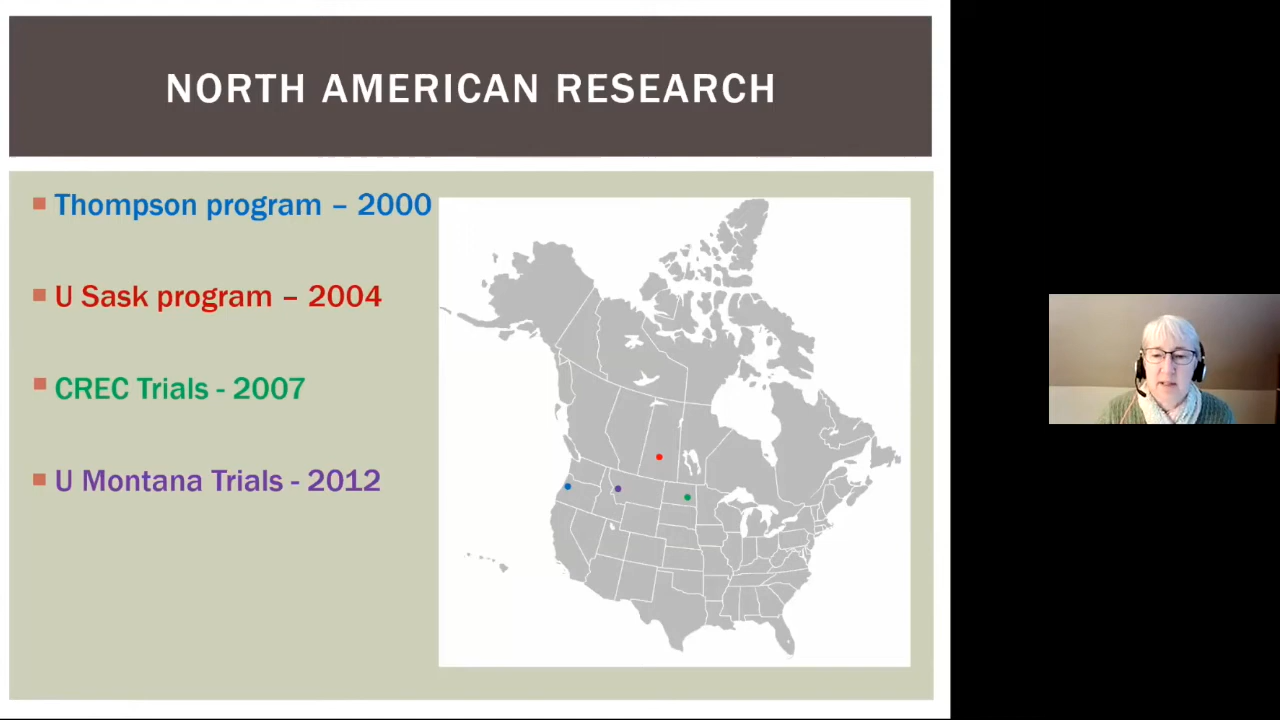 NORTH AMERICAN RESEARCH
Thompson program – 2000
U Sask program – 2004
CREC Trials - 2007
U Montana Trials - 2012